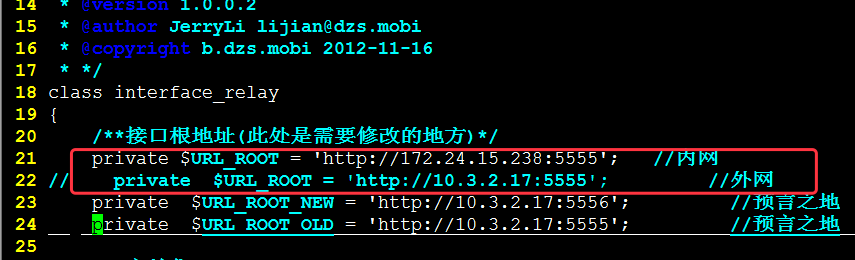 14 * @version 1.0.0.2
15 * @author JerryLi lijian@dzs.mobi
16 * @copyright b.dzs.mobi 2012-11-16
17 * */
18 class interface_relay
19 {
20 /**接口根地址(此处是需要修改的地方)*/
21 private $URL_ROOT = 'http://172.24.15.238:5555'; //内网
22 // private $URL_ROOT = 'http://10.3.2.17:5555'; //外网
23 private $URL_ROOT_NEW = 'http://10.3.2.17:5556'; //预言之地
24 private $URL_ROOT_OLD = 'http://10.3.2.17:5555'; //预言之地
25